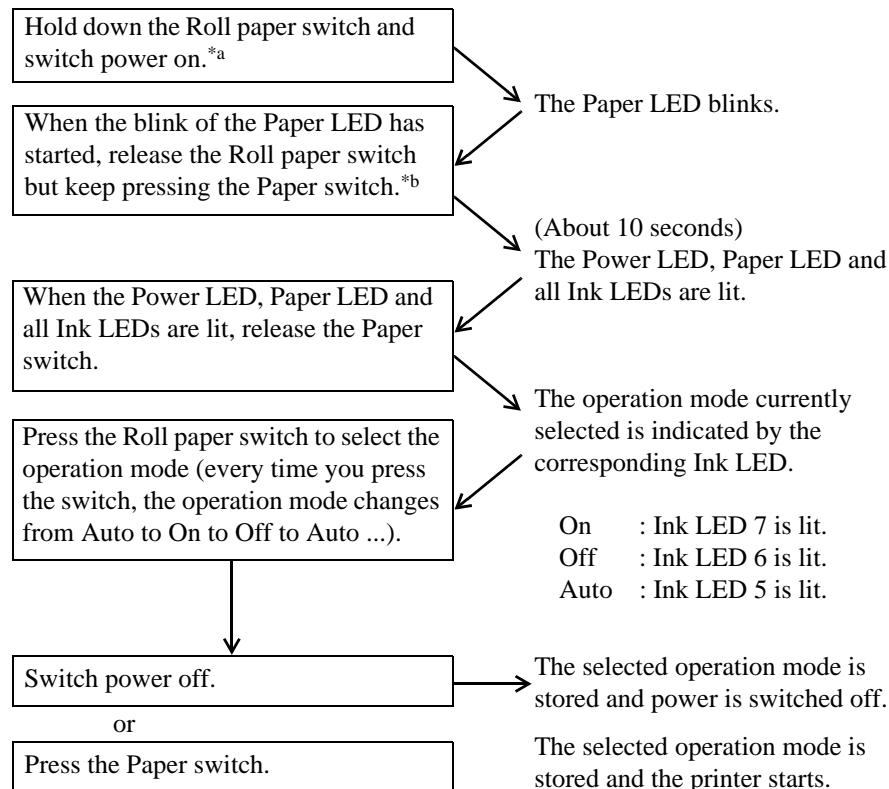 Hold down the Roll paper switch and
switch power on.*a
The Paper LED blinks.
When the blink of the Paper LED has
started, release the Roll paper switch
but keep pressing the Paper switch.*b
(About 10 seconds)
The Power LED, Paper LED and
all Ink LEDs are lit.
When the Power LED, Paper LED and
all Ink LEDs are lit, release the Paper
switch.
The operation mode currently
selected is indicated by the
corresponding Ink LED.
Press the Roll paper switch to select the
operation mode (every time you press
the switch, the operation mode changes
from Auto to On to Off to Auto ...).
On : Ink LED 7 is lit.
Off : Ink LED 6 is lit.
Auto : Ink LED 5 is lit.
Switch power off.
The selected operation mode is
stored and power is switched off.
or
Press the Paper switch.
The selected operation mode is
stored and the printer starts.